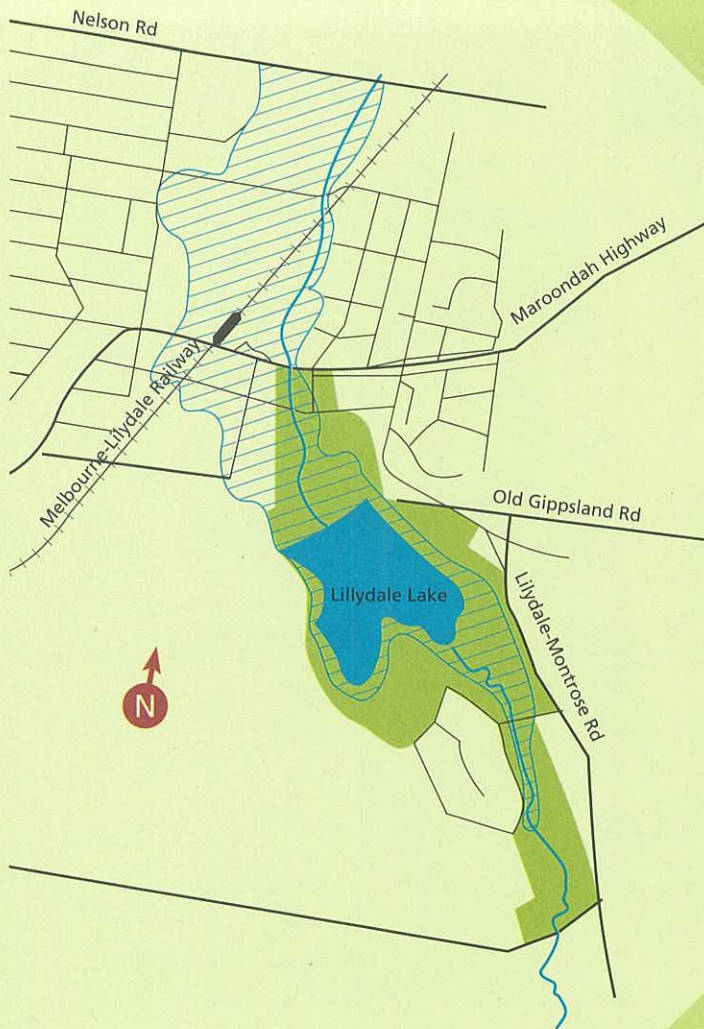 Nelson Rd
Maroondah Highway
Melbourne-Lilydale Railway
Old Gippsland Rd
Lillydale Lake
Lilydale-Montrose Rd
N